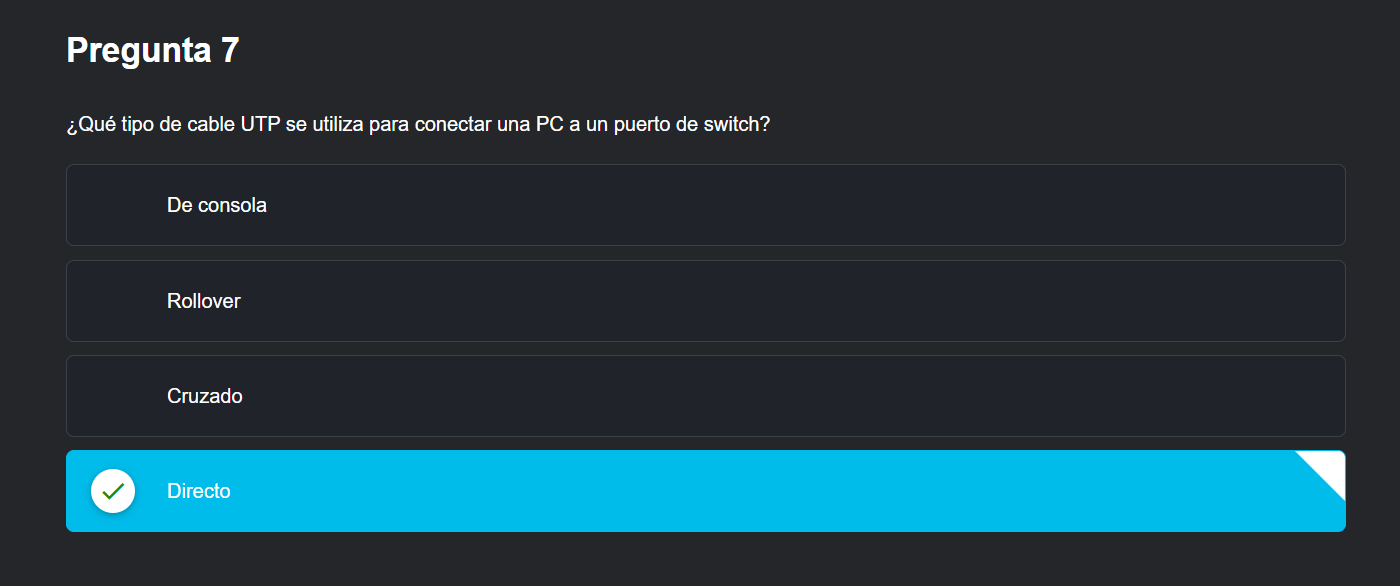 Pregunta 7
¿Qué tipo de cable UTP se utiliza para conectar una PC a un puerto de switch?
De consola
Rollover
Cruzado
Directo